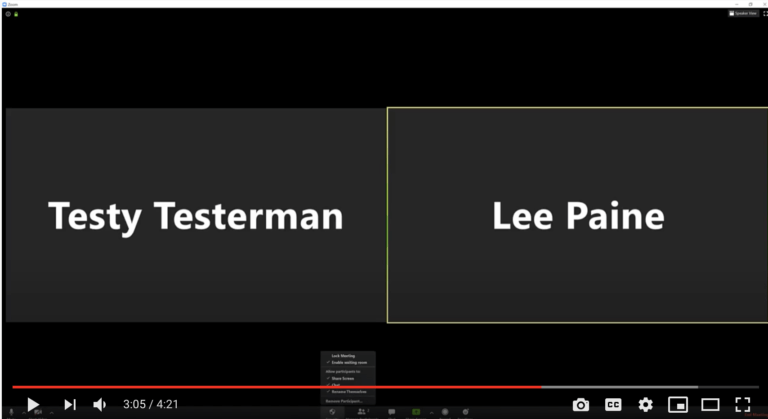 Zoom
Speaker View
Testy Testerman
Lee Paine
Lock Meeting
Enable waiting room
Allow participants to:
Share Screen
Chat
Rename Themselves
Remove Participant...
3:05 / 4:21
CC